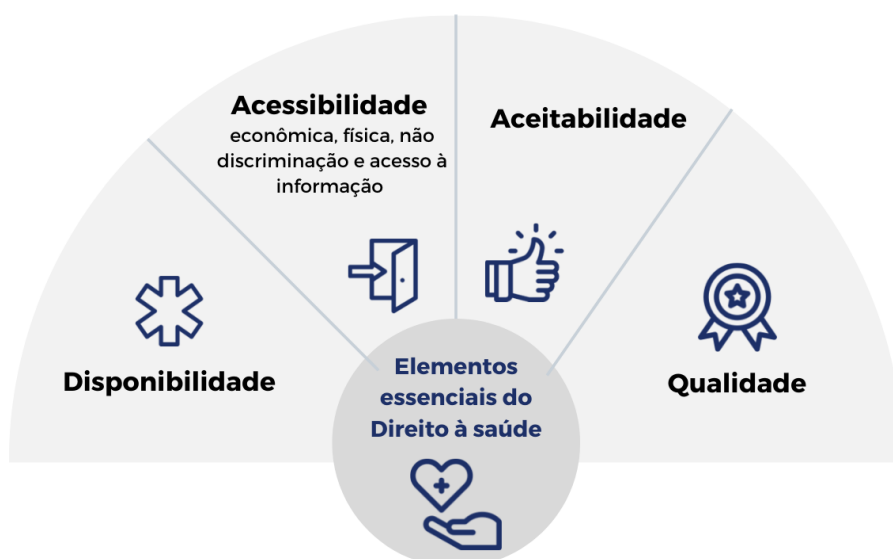 Acessibilidade
econômica, física, não
discriminação e acesso à
informação
Aceitabilidade
Disponibilidade
Qualidade
Elementos
essenciais do
Direito à saúde